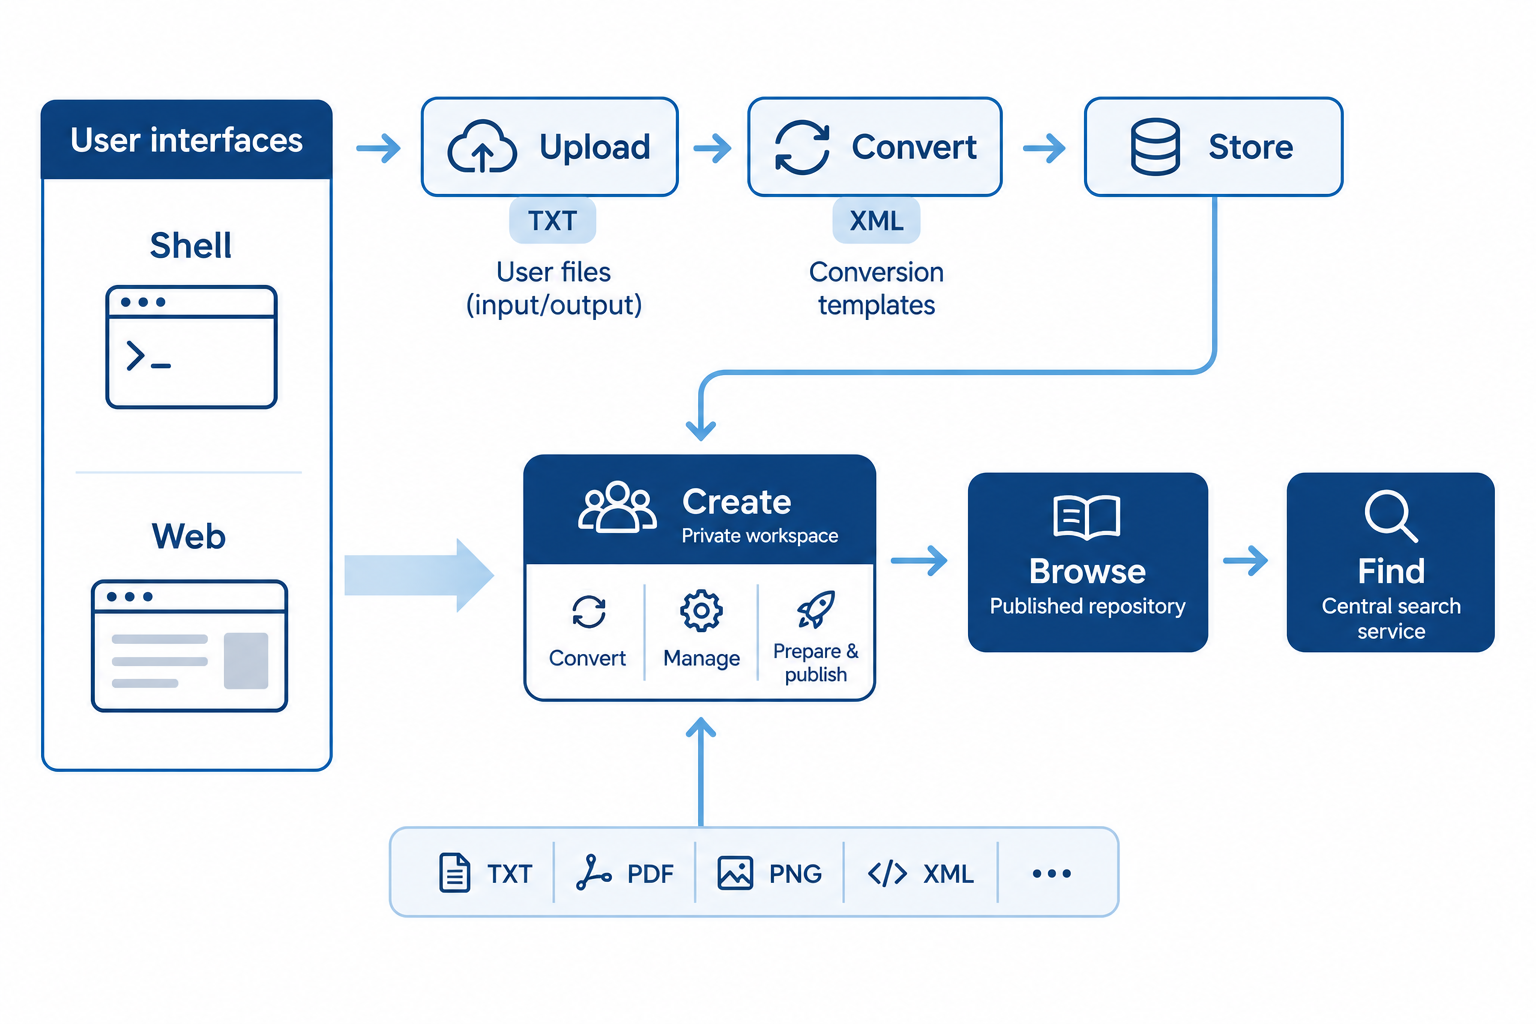 User interfaces
Shell
Web
Upload
TXT
User files
(input/output)
Convert
XML
Conversion
templates
Store
Create
Private workspace
Convert
Manage
Prepare &
publish
Browse
Published repository
Find
Central search
service
TXT
PDF
PNG
XML